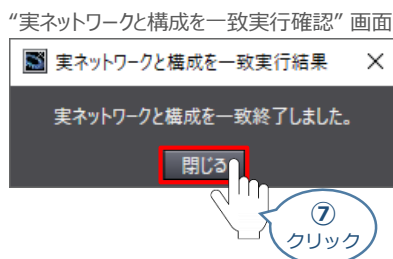 “実ネットワークと構成を一致実行確認” 画面
実ネットワークと構成を一致実行結果 ×
実ネットワークと構成を一致終了しました。
閉じる
⑦
クリック